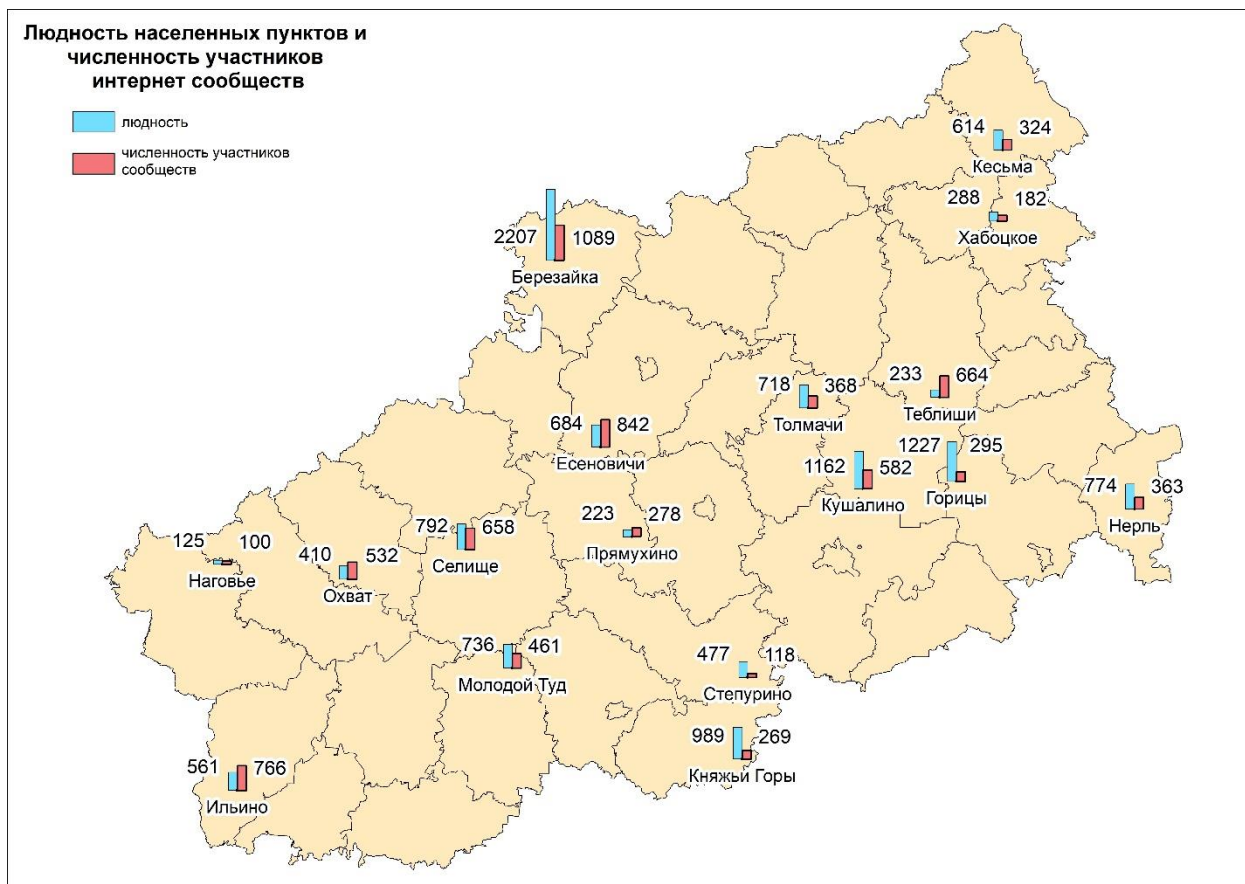 Людность населенных пунктов и
численность участников
интернет сообществ
людность
численность участников
сообществ
614 324
Кесьма
288 182
Хабоцкое
2207 1089
Березайка
718 368
Толмачи
233 664
Теблиши
684 842
Есеновичи
1162 582
Кушалино
1227 295
Горицы
774 363
Нерль
792 658
Селище
223 278
Прямухино
125 100
Наговье
410 532
Охват
736 461
Молодой Туд
477 118
Степурино
989 269
Княжьи Горы
561 766
Ильино